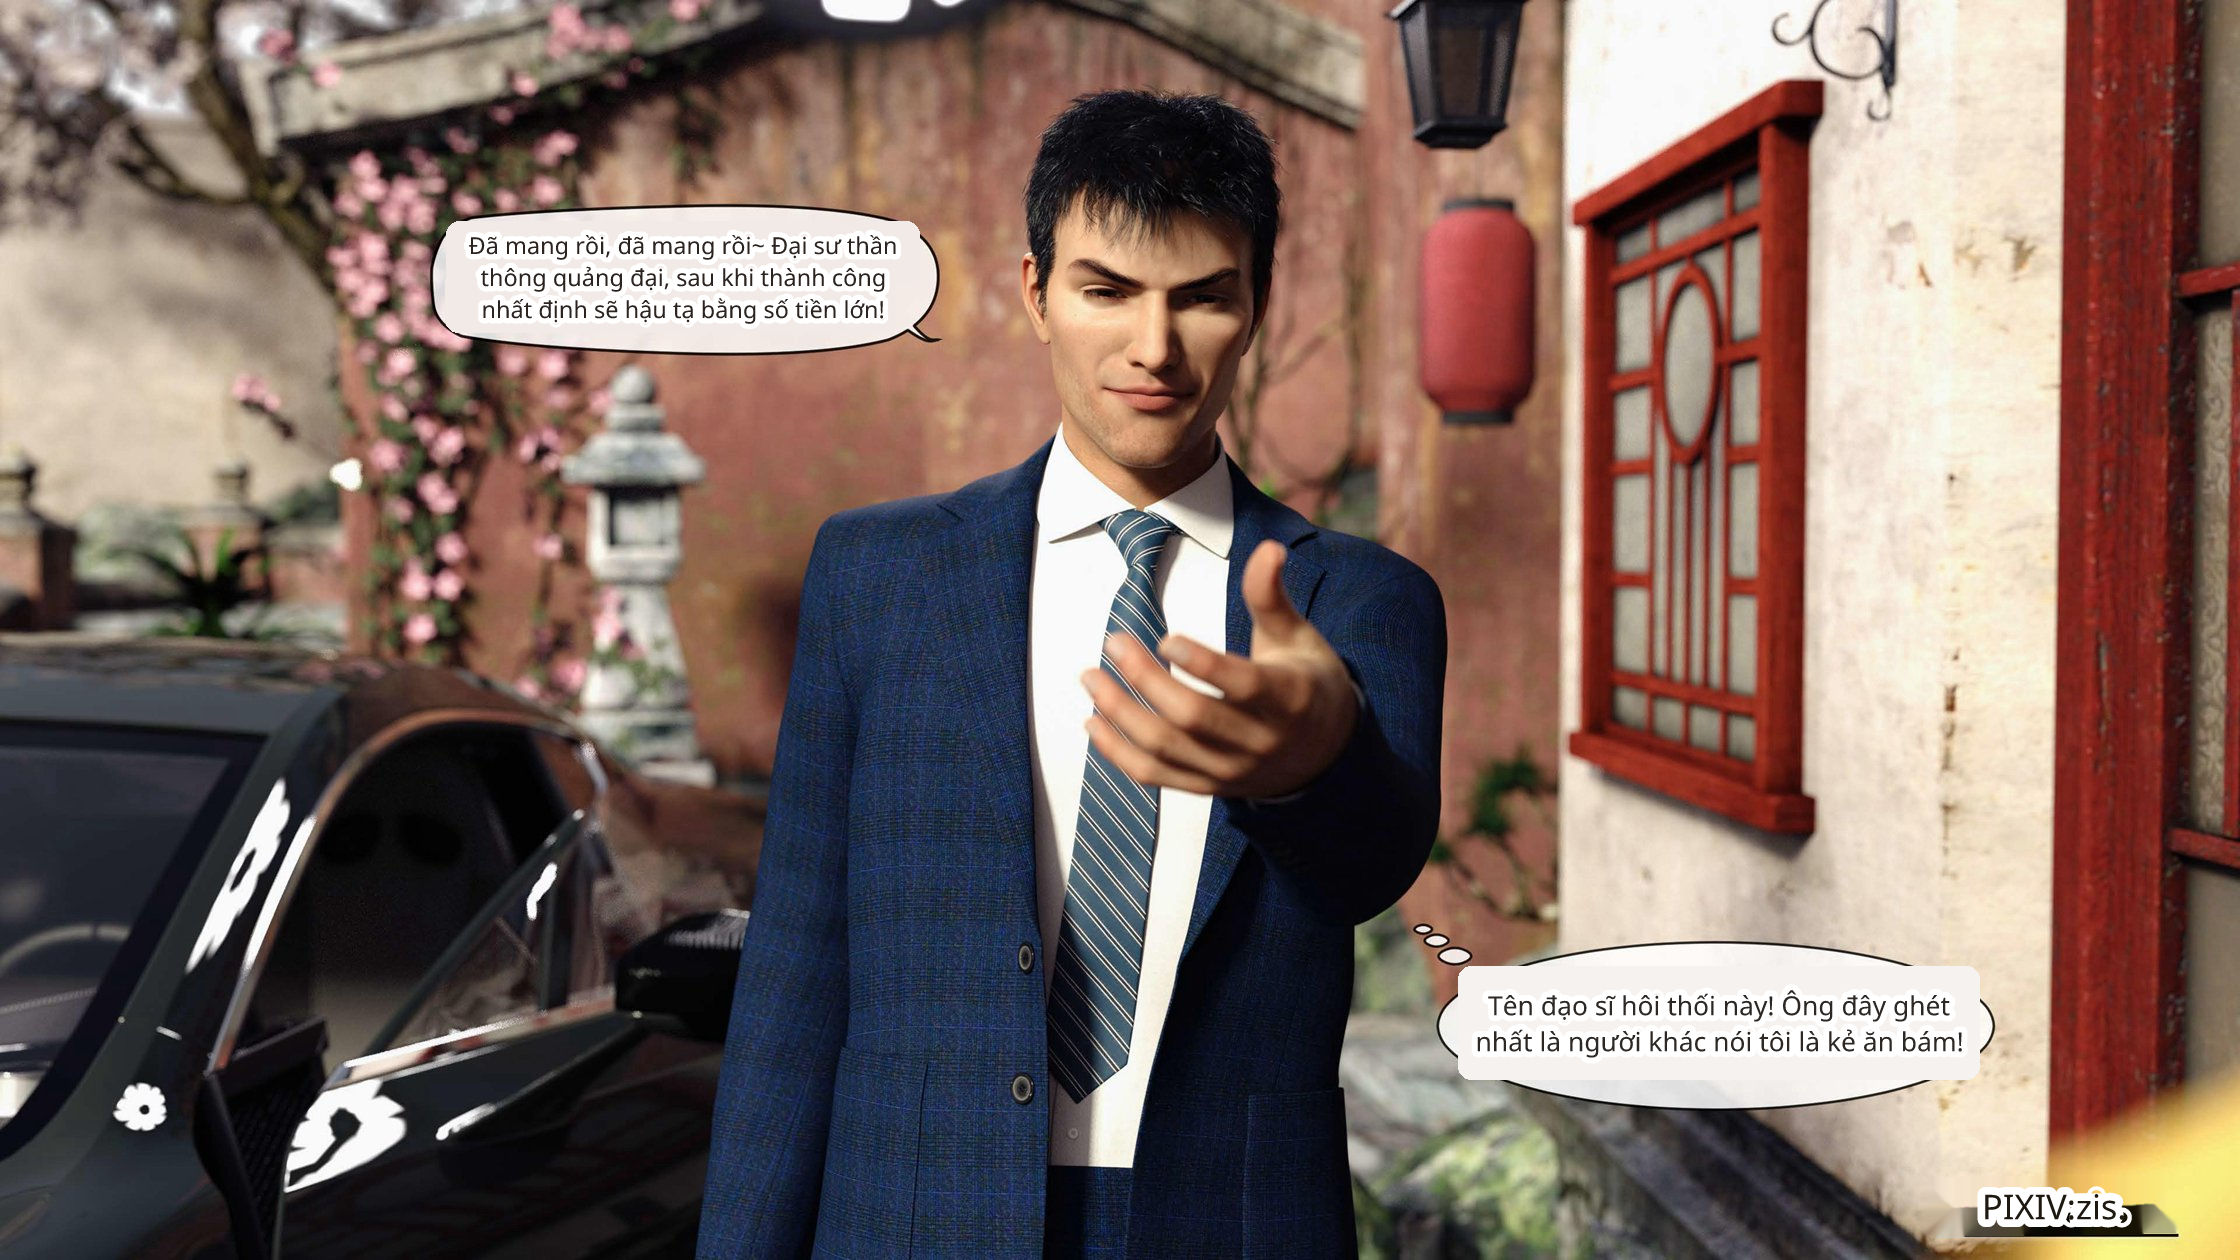 Đã mang rồi, đã mang rồi~ Đại sư thần
thông quảng đại, sau khi thành công
nhất định sẽ hậu tạ bằng số tiền lớn!
Tên đạo sĩ hôi thối này! Ông đây ghét
nhất là người khác nói tôi là kẻ ăn bám!
PIXIV:zis.